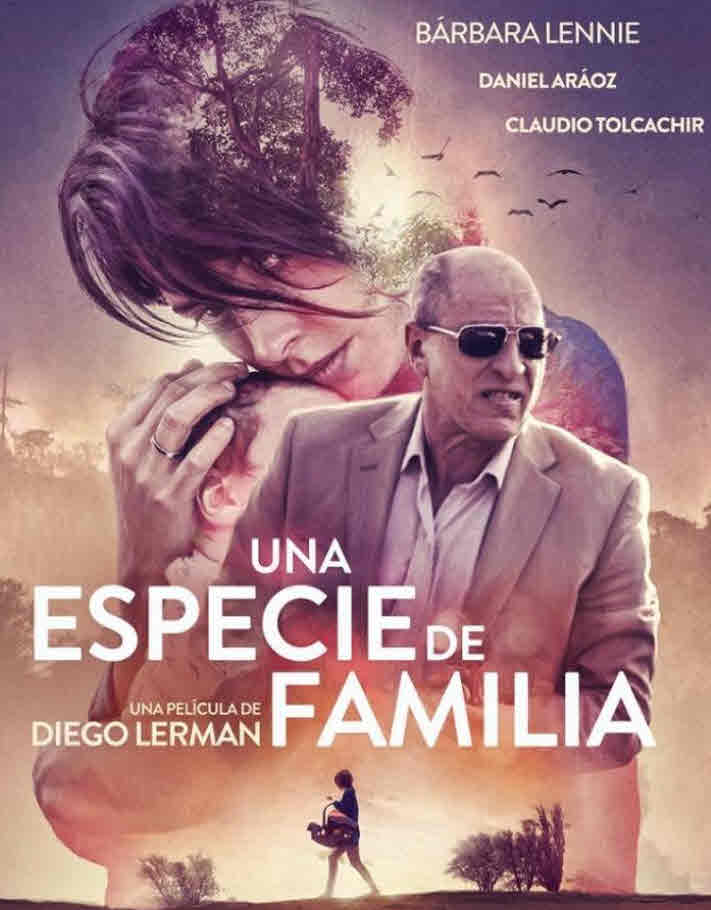 BÁRBARA LENNIE
DANIEL ARÁOZ
CLAUDIO TOLCACHIR
UNA
ESPECIE DE
FAMILIA
UNA PELÍCULA DE
DIEGO LERMAN